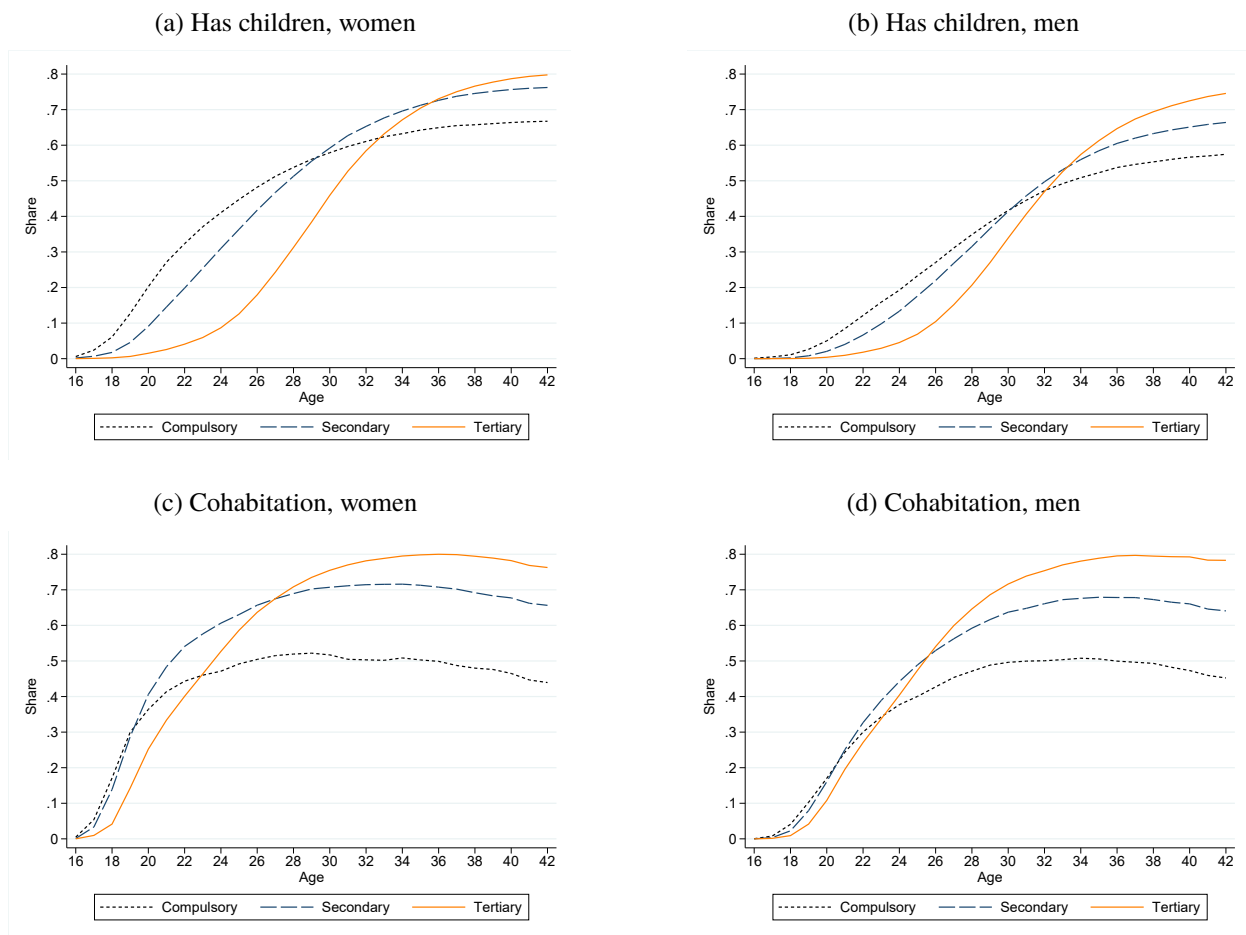 (a) Has children, women
.8
.7
.6
.5
.4
.3
.2
.1
0
Share
16 18 20 22 24 26 28 30 32 34 36 38 40 42
Age
Compulsory Secondary Tertiary
(b) Has children, men
.8
.7
.6
.5
.4
.3
.2
.1
0
Share
16 18 20 22 24 26 28 30 32 34 36 38 40 42
Age
Compulsory Secondary Tertiary
(c) Cohabitation, women
.8
.7
.6
.5
.4
.3
.2
.1
0
Share
16 18 20 22 24 26 28 30 32 34 36 38 40 42
Age
Compulsory Secondary Tertiary
(d) Cohabitation, men
.8
.7
.6
.5
.4
.3
.2
.1
0
Share
16 18 20 22 24 26 28 30 32 34 36 38 40 42
Age
Compulsory Secondary Tertiary